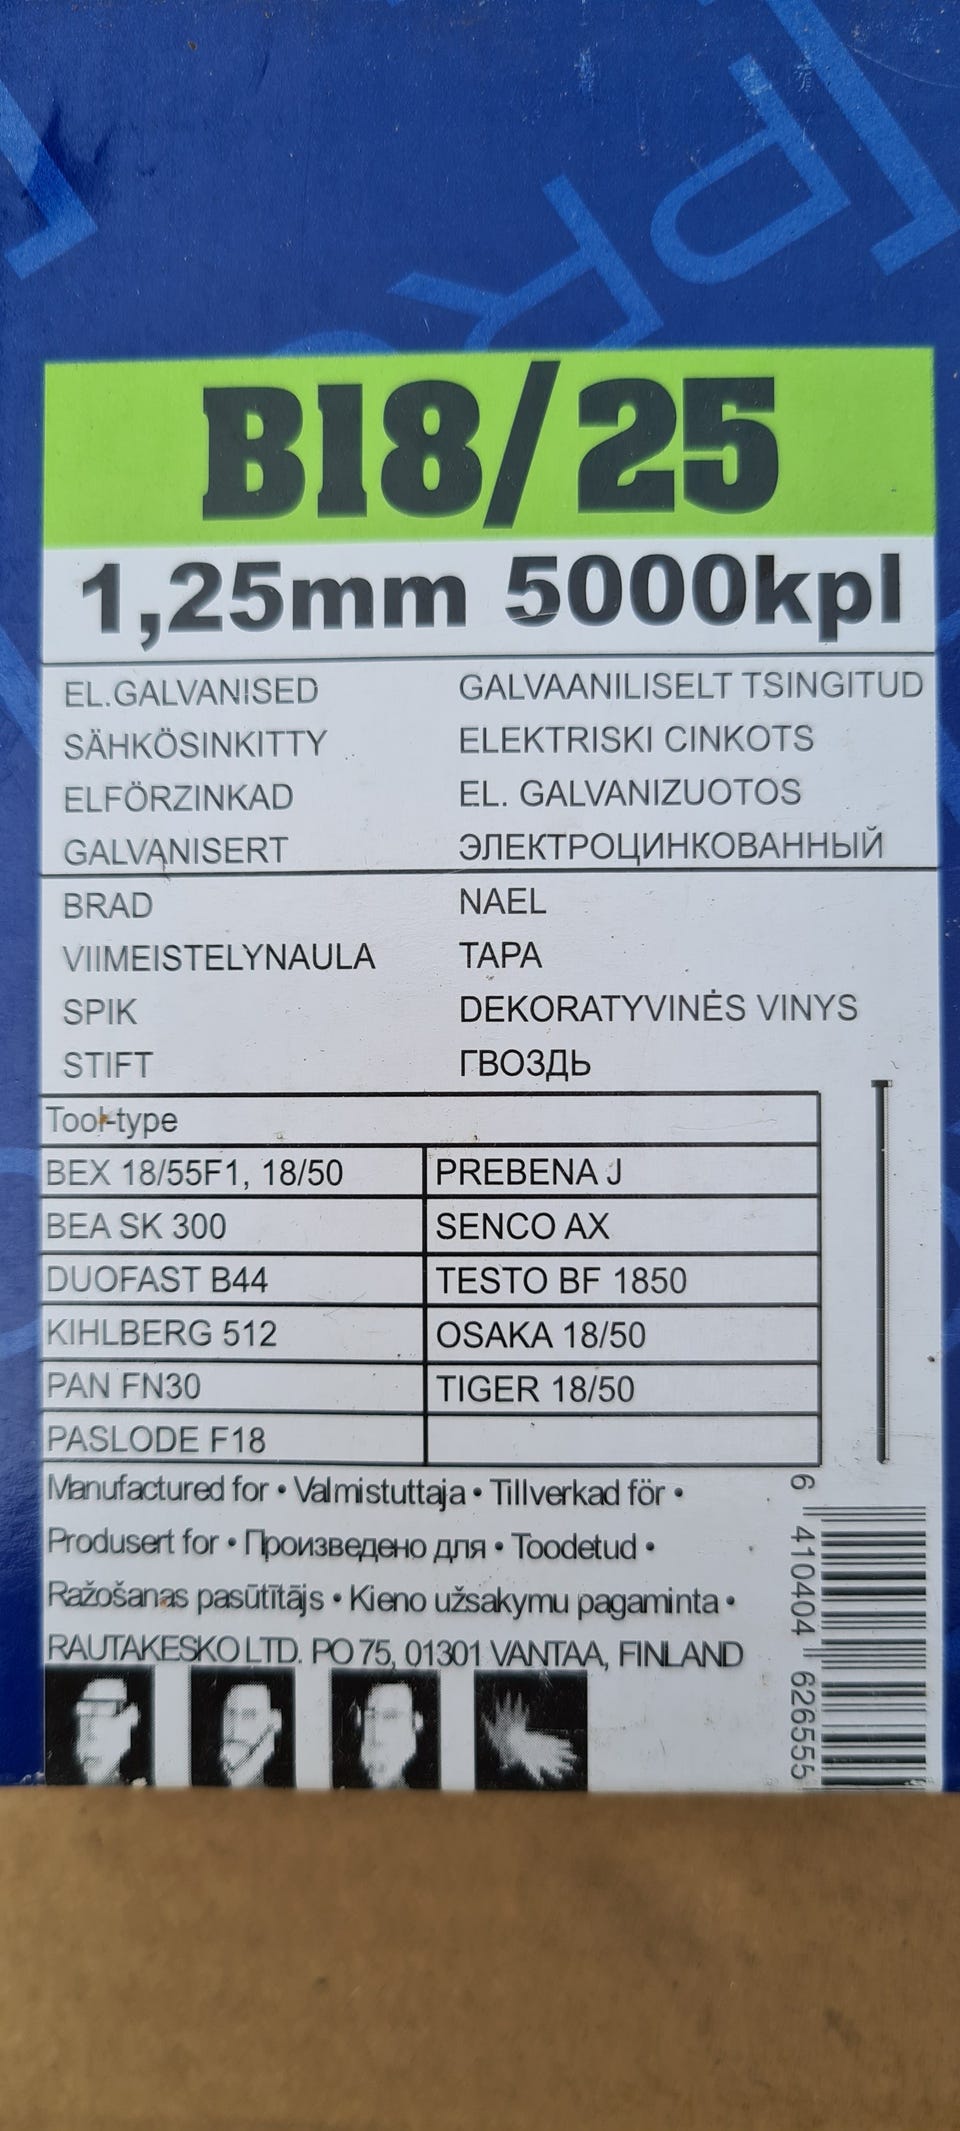 B18/25
1,25mm 5000kpl
EL.GALVANISED GALVAANILISELT TSINGITUD
SÄHKÖSINKITTY ELEKTRISKI CINKOTS
ELFÖRZINKAD EL. GALVANIZUOTOS
GALVANISERT ЭЛЕКТРОЦИНКОВАННЫЙ
BRAD NAEL
VIIMEISTELYNAULA TAPA
SPIK DEKORATYVINĖS VINYS
STIFT ГВОЗДЬ
Tool-type
BEX 18/55F1, 18/50 PREBENA J
BEA SK 300 SENCO AX
DUOFAST B44 TESTO BF 1850
KIHLBERG 512 OSAKA 18/50
PAN FN30 TIGER 18/50
PASLODE F18
Manufactured for • Valmistuttaja • Tillverkad för •
Produsert for • Произведено для • Toodetud •
Ražošanas pasūtītājs • Kieno užsakymu pagaminta •
RAUTAKESKO LTD. PO 75, 01301 VANTAA, FINLAND
6 410404 626555